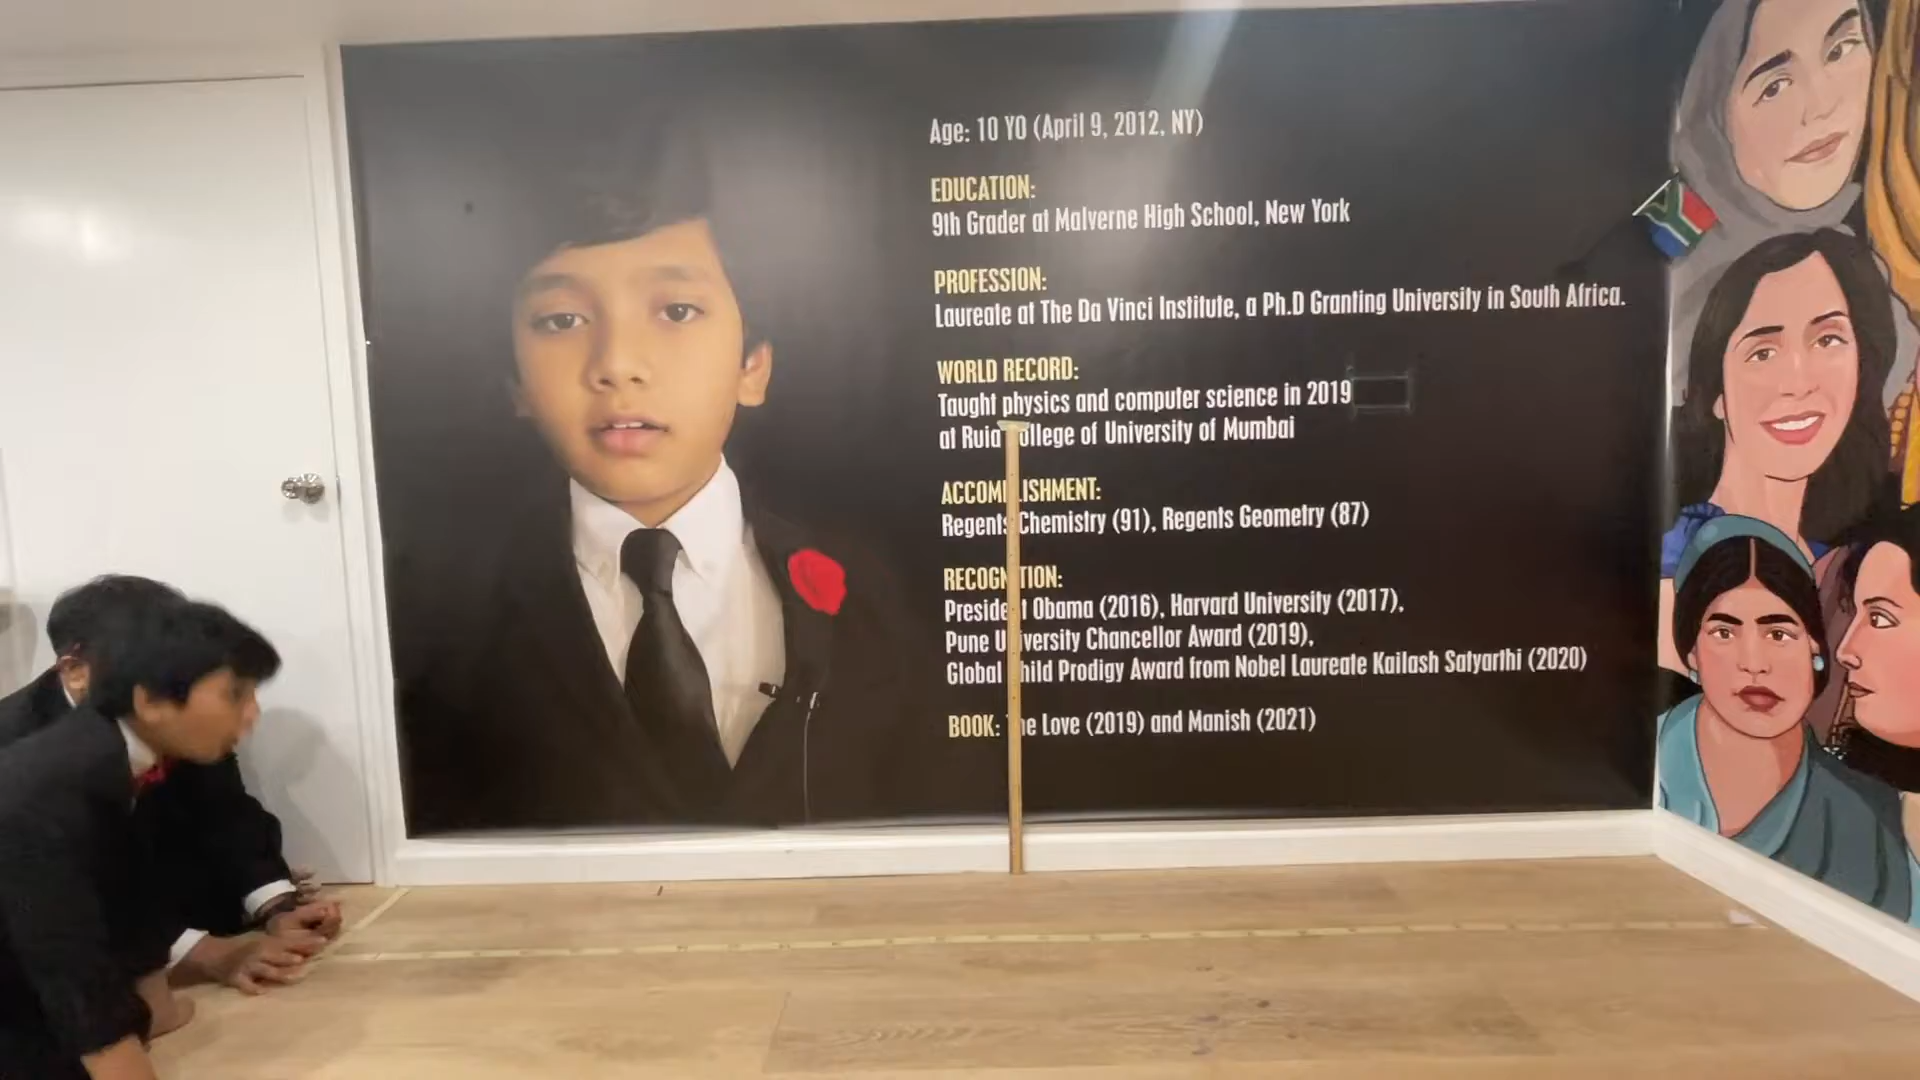 Age: 10 YO (April 9, 2012, NY)
EDUCATION:
9th Grader at Malverne High School, New York
PROFESSION:
Laureate at The Da Vinci Institute, a Ph.D Granting University in South Africa.
WORLD RECORD:
Taught physics and computer science in 2019
at Ruia College of University of Mumbai
ACCOMPLISHMENT:
Regents Chemistry (91), Regents Geometry (87)
RECOGNITION:
President Obama (2016), Harvard University (2017),
Pune University Chancellor Award (2019),
Global Child Prodigy Award from Nobel Laureate Kailash Satyarthi (2020)
BOOK: The Love (2019) and Manish (2021)